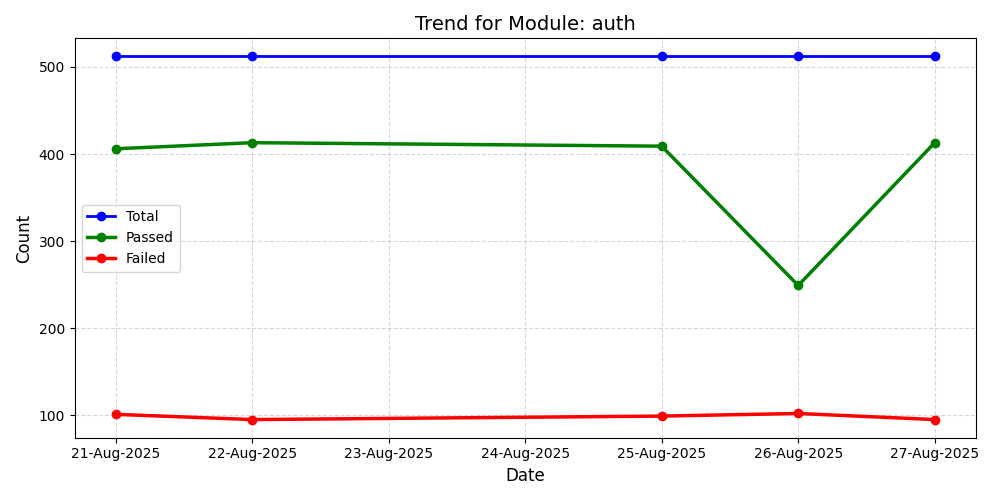 Trend for Module: auth
500
400
300
200
100
Count
Total
Passed
Failed
21-Aug-2025 22-Aug-2025 23-Aug-2025 24-Aug-2025 25-Aug-2025 26-Aug-2025 27-Aug-2025
Date